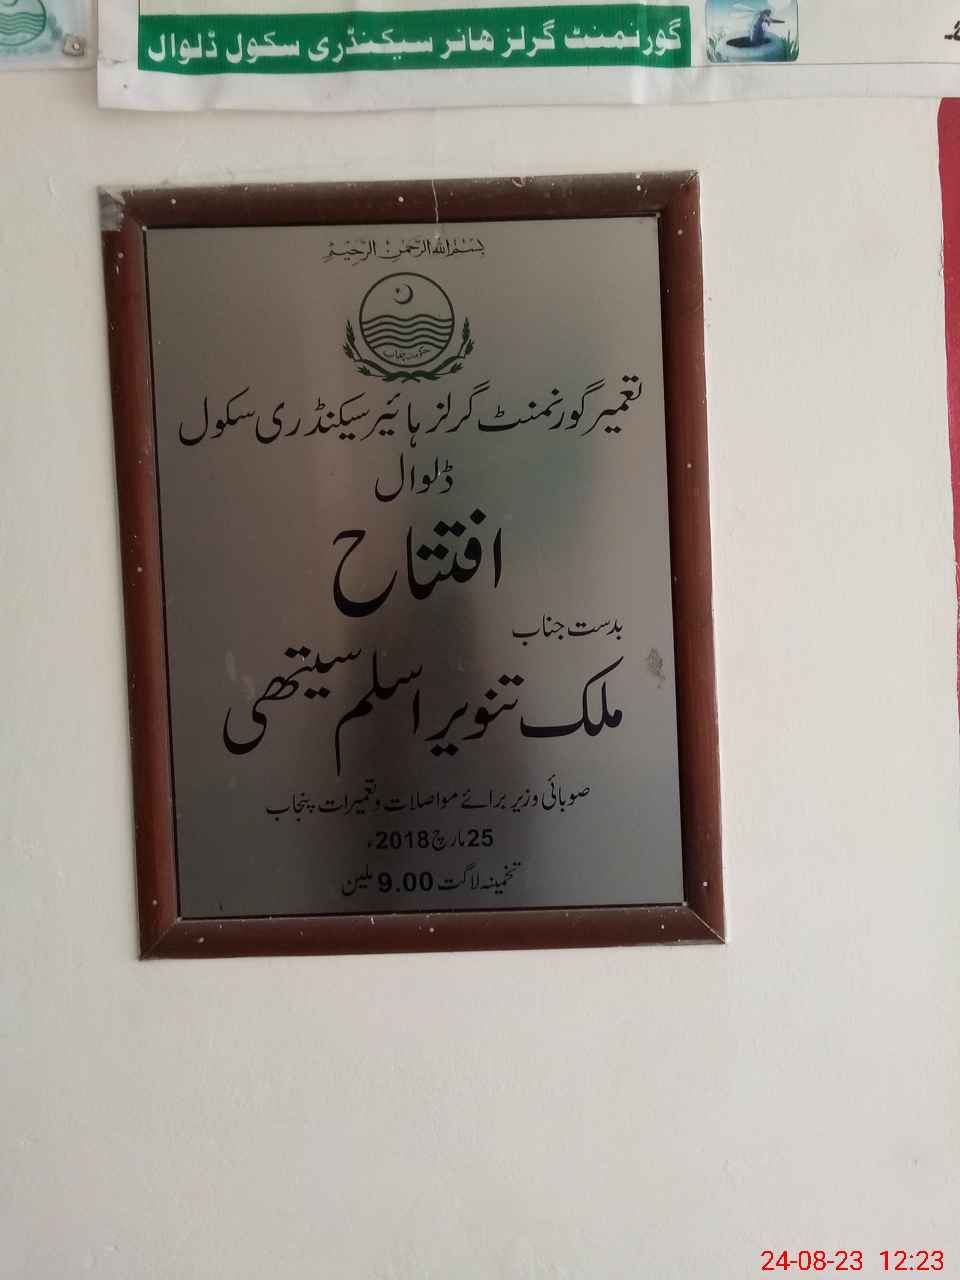 گورنمنٹ گرلز ہائر سیکنڈری سکول ڈلوال
بسم اللہ الرحمن الرحیم
حکومت پنجاب
تعمیر گورنمنٹ گرلز ہائیر سیکنڈری سکول
ڈلوال
افتتاح
بدست جناب
ملک تنویر اسلم سیتھی
صوبائی وزیر برائے مواصلات و تعمیرات پنجاب
25 مارچ 2018ء
تخمینہ لاگت 9.00 ملین
24-08-23 12:23